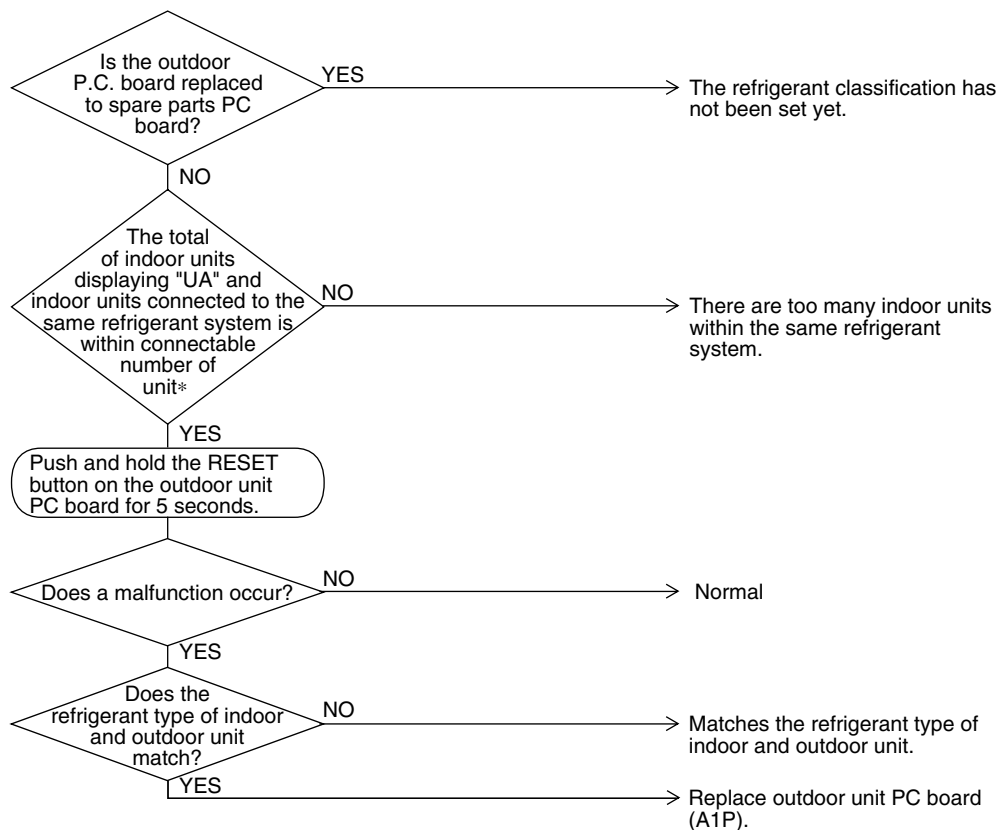 Is the outdoor
P.C. board replaced
to spare parts PC
board?
YES
The refrigerant classification has
not been set yet.
NO
The total
of indoor units
displaying "UA" and
indoor units connected to the
same refrigerant system is
within connectable
number of
unit*
NO
There are too many indoor units
within the same refrigerant
system.
YES
Push and hold the RESET
button on the outdoor unit
PC board for 5 seconds.
Does a malfunction occur?
NO
Normal
YES
Does the
refrigerant type of indoor
and outdoor unit
match?
NO
Matches the refrigerant type of
indoor and outdoor unit.
YES
Replace outdoor unit PC board
(A1P).